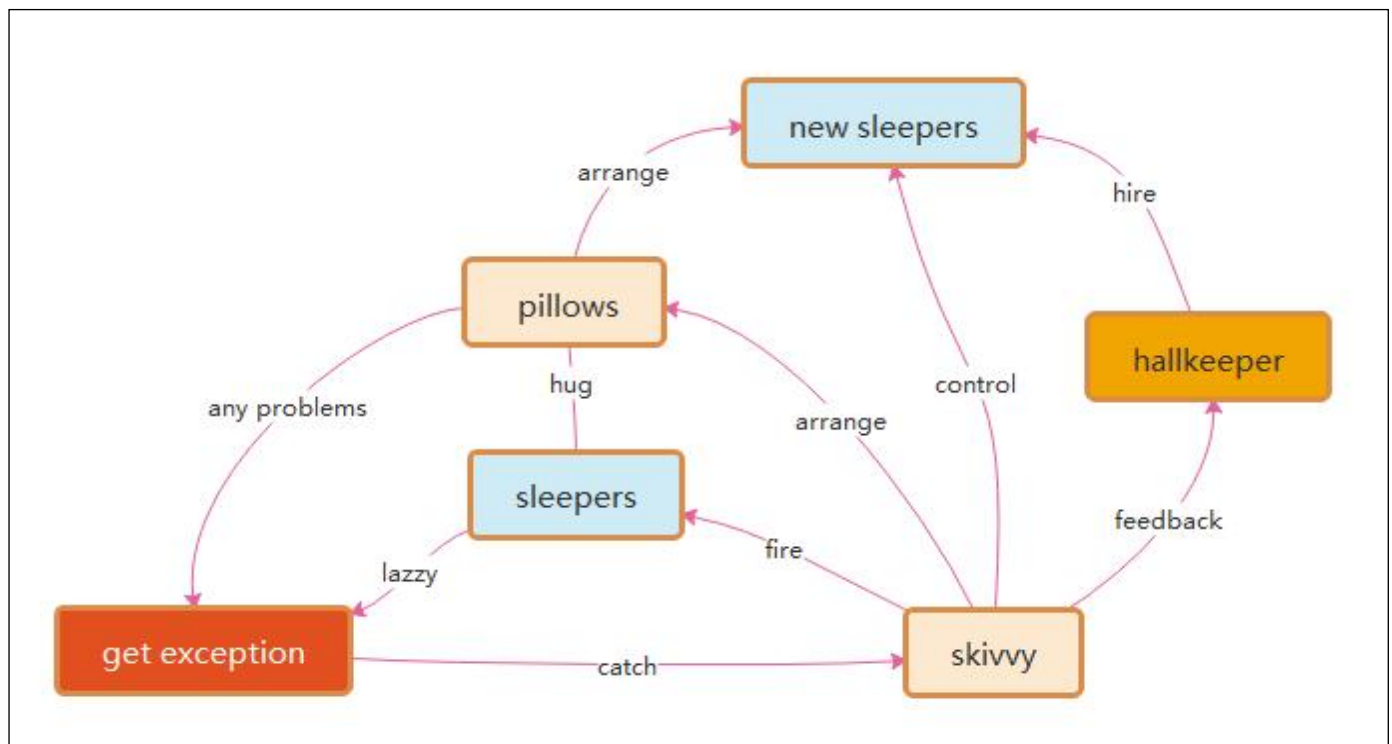 new sleepers
arrange
hire
pillows
hallkeeper
hug
control
any problems
arrange
sleepers
feedback
fire
lazzy
get exception
skivvy
catch